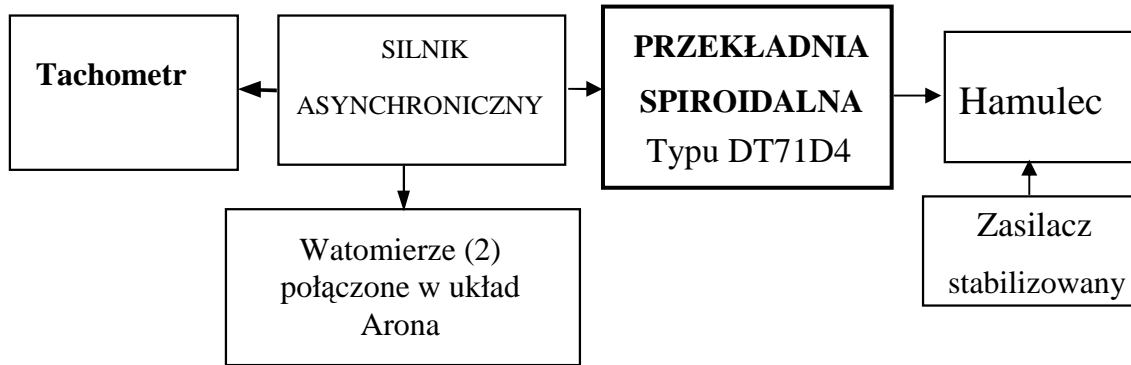 Tachometr
SILNIK
ASYNCHRONICZNY
PRZEKŁADNIA
SPIROIDALNA
Typu DT71D4
Hamulec
Watomierze (2)
połączone w układ
Arona
Zasilacz
stabilizowany